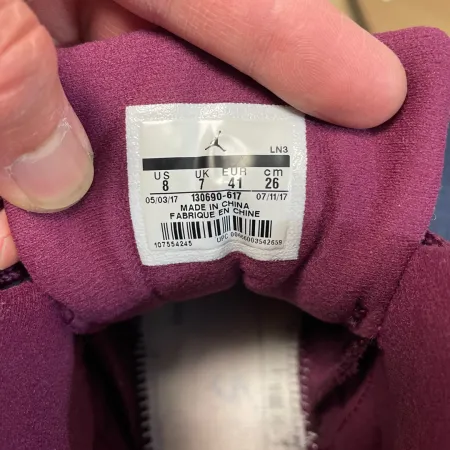 LN3
US UK EUR cm
8 7 41 26
05/03/17 130690-617 07/11/17
MADE IN CHINA
FABRIQUE EN CHINE
107554245 UPC